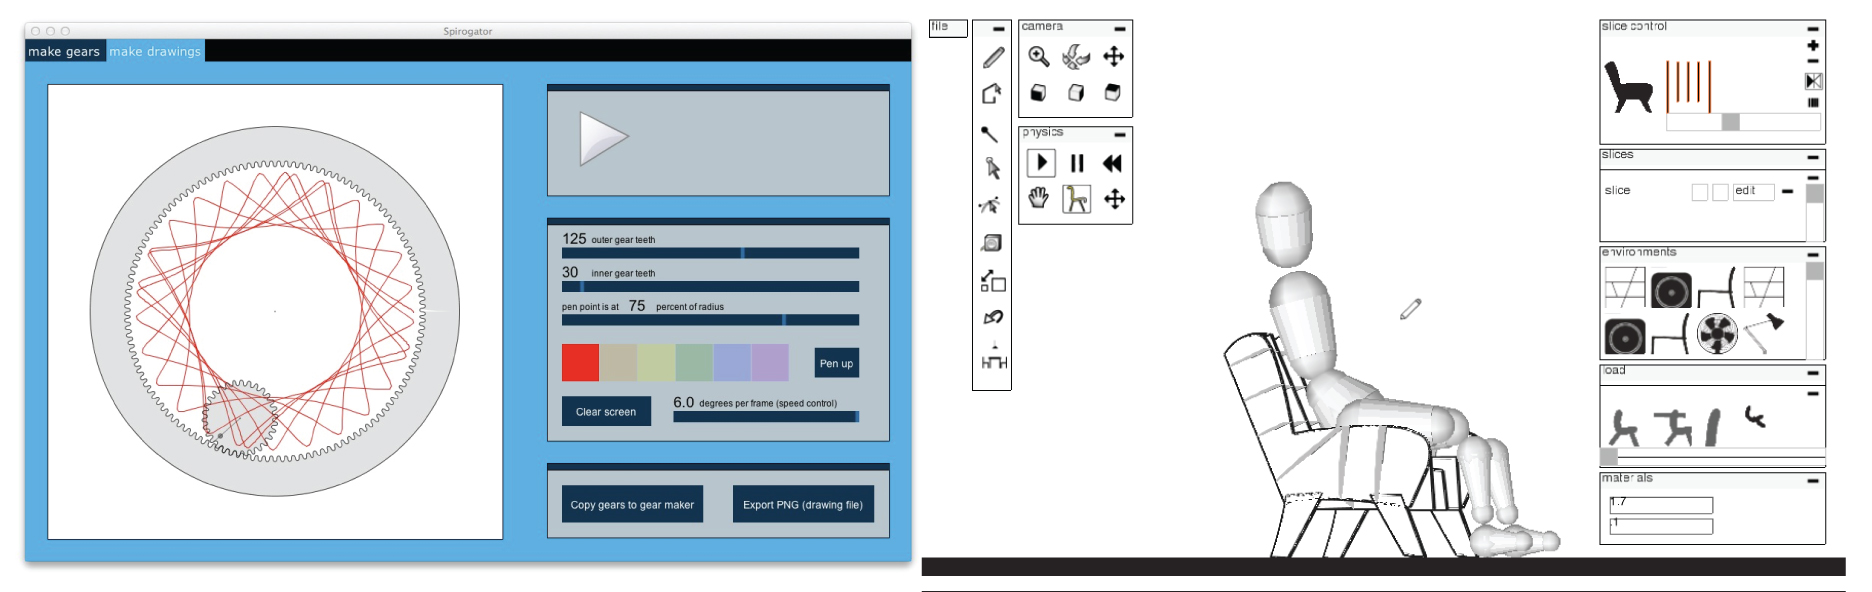 Spirogator
make gears
make drawings
125 outer gear teeth
30 inner gear teeth
pen point is at 75 percent of radius
Pen up
Clear screen
6.0 degrees per frame (speed control)
Copy gears to gear maker
Export PNG (drawing file)
file
camera
physics
slice control
slices
slice
edit
environments
load
materials
1.7
.1